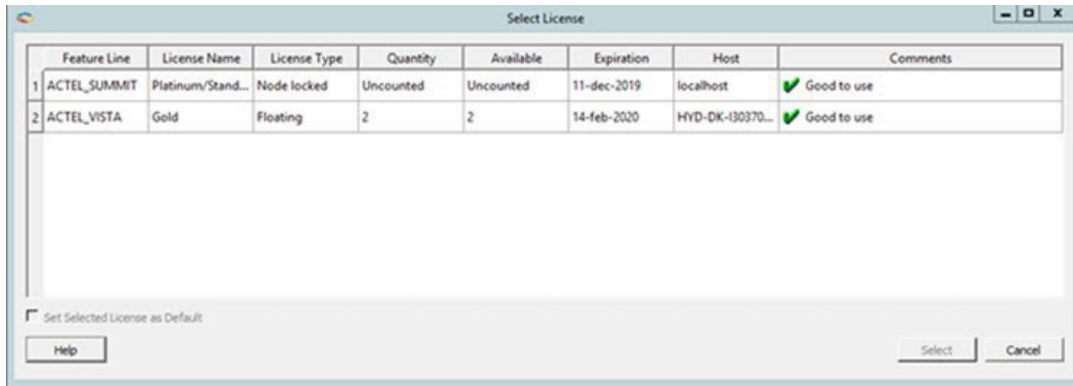 Select License
Feature Line License Name License Type Quantity Available Expiration Host Comments
1 ACTEL_SUMMIT Platinum/Stand... Node locked Uncounted Uncounted 11-dec-2019 localhost Good to use
2 ACTEL_VISTA Gold Floating 2 2 14-feb-2020 HYD-DK-I30370... Good to use
Set Selected License as Default
Help Select Cancel